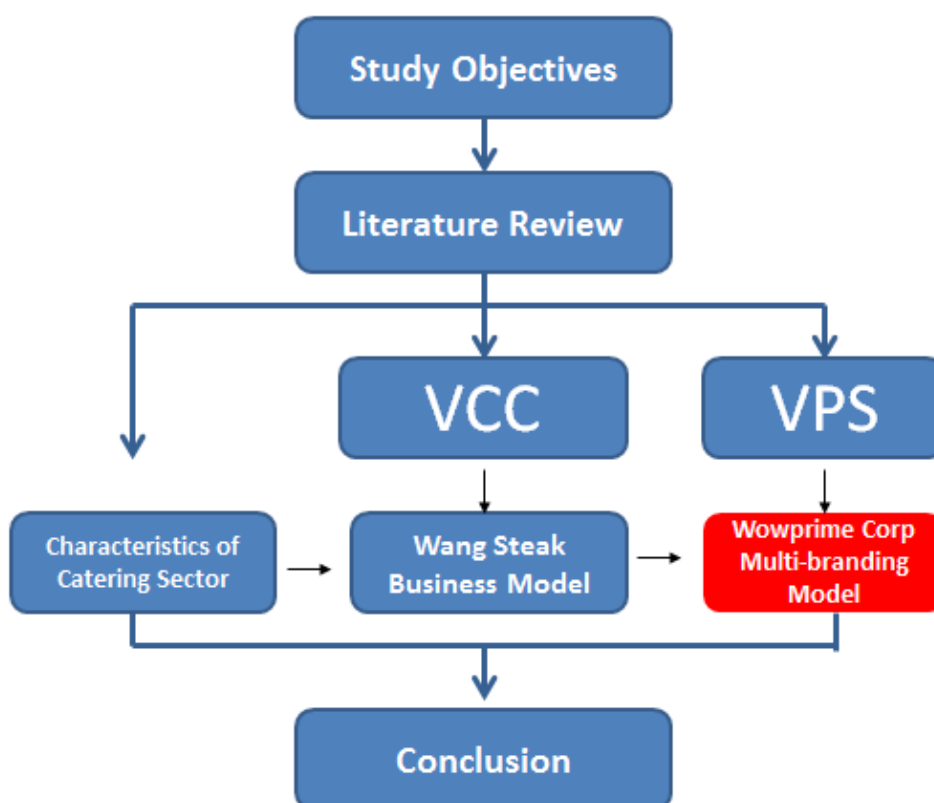 Study Objectives
Literature Review
VCC
VPS
Characteristics of
Catering Sector
Wang Steak
Business Model
Wowprime Corp
Multi-branding
Model
Conclusion